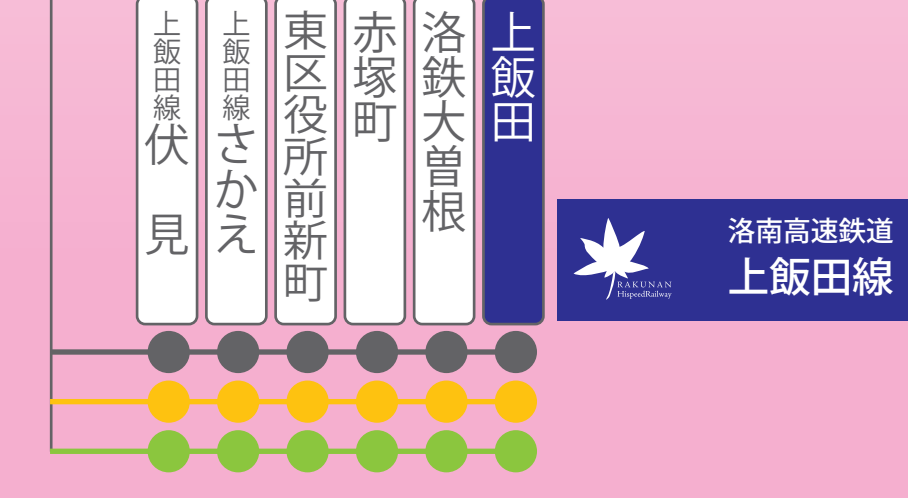 上飯田線伏見
上飯田線さかえ
東区役所前新町
赤塚町
洛鉄大曽根
上飯田
RAKUNAN
HispeedRailway
洛南高速鉄道
上飯田線